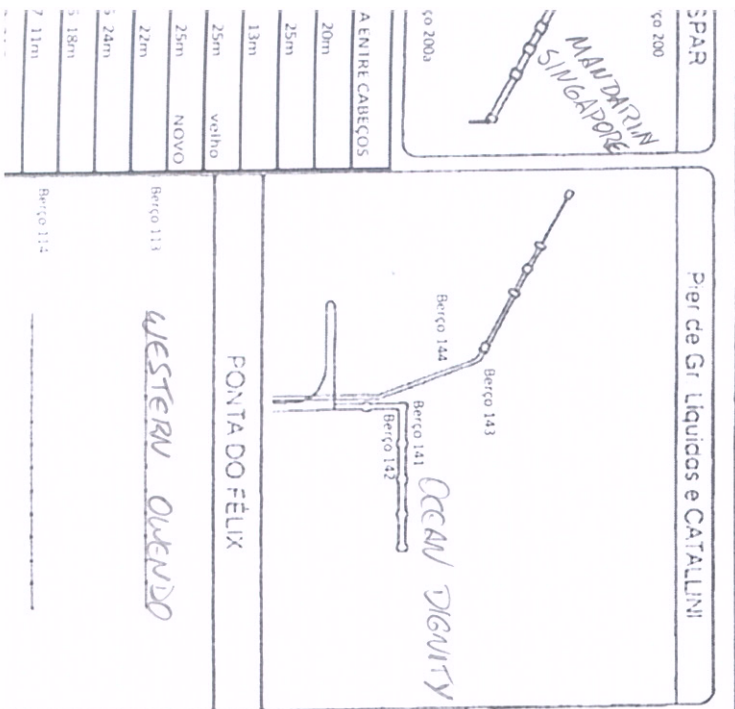 SPAR
ço 200
MANDARIN
SINGAPORE
ço 200a
Pier de Gr Líquidos e CATALLINI
Berço 143
Berço 144
Berço 141
Berço 142
OCEAN DIGNITY
A ENTRE CABEÇOS
20m
25m
13m
25m velho
25m NOVO
22m
24m
18m
7 11m
PONTA DO FÉLIX
Berço 113
WESTERN OWENDO
Berço 114